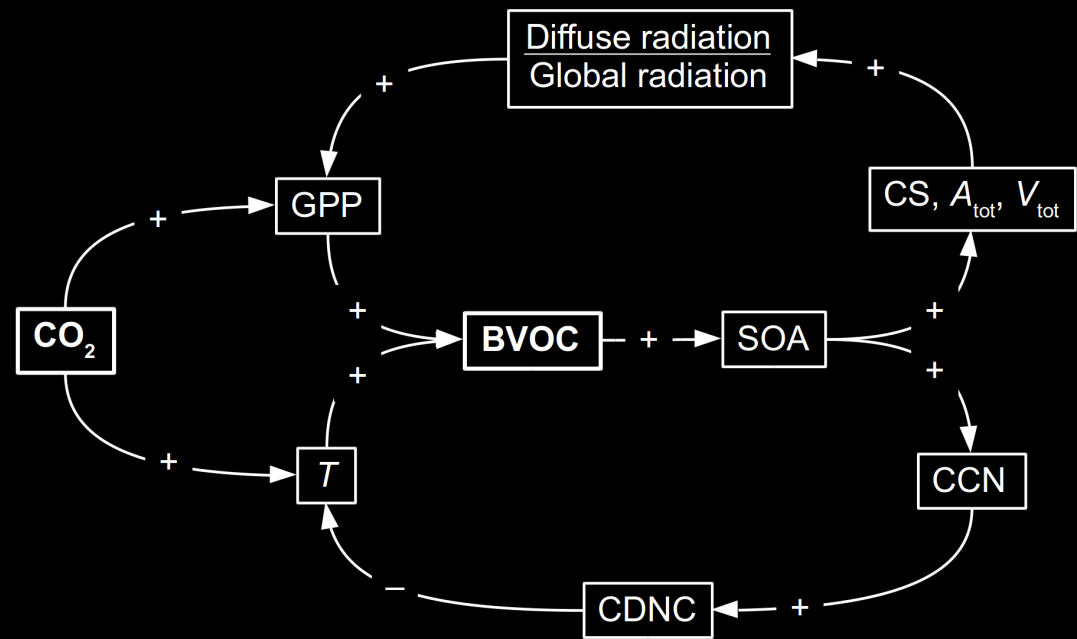 Diffuse radiation
Global radiation
+
+
GPP
CS, A_tot, V_tot
+
+
+
CO₂
BVOC
+
SOA
+
+
+
T
CCN
–
CDNC
+